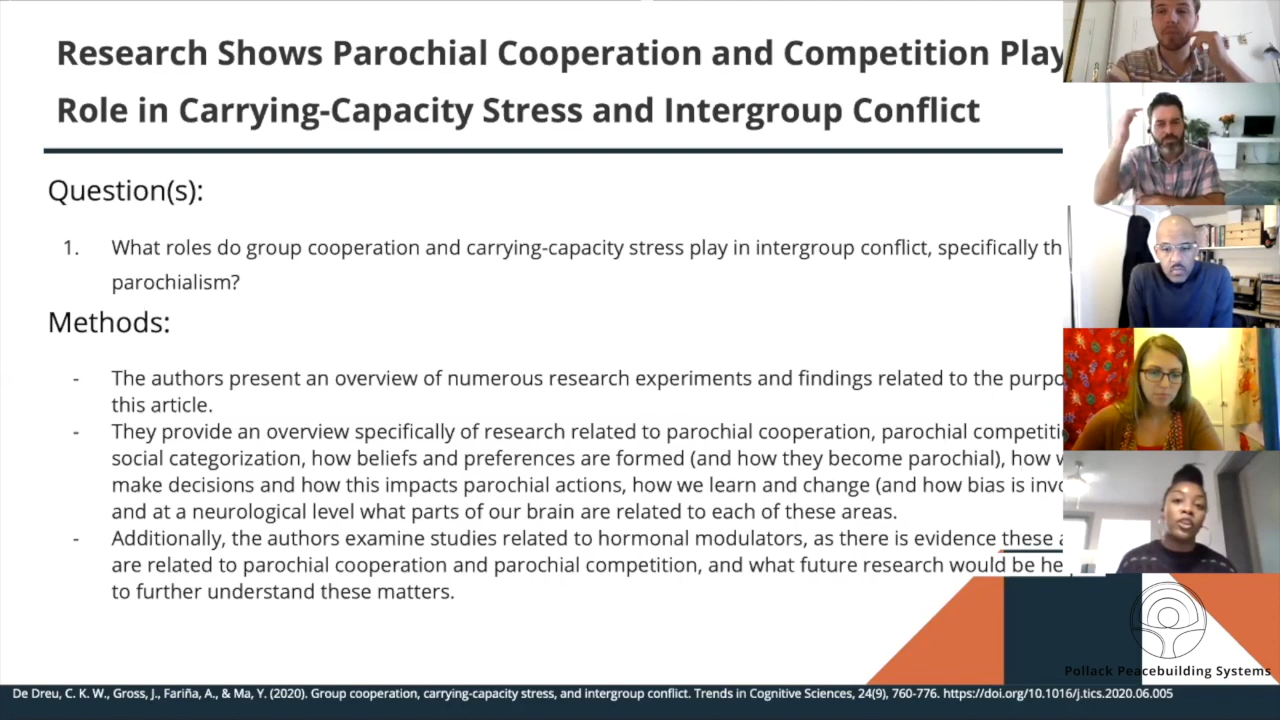 Research Shows Parochial Cooperation and Competition Play
Role in Carrying-Capacity Stress and Intergroup Conflict
Question(s):
1. What roles do group cooperation and carrying-capacity stress play in intergroup conflict, specifically th
parochialism?
Methods:
- The authors present an overview of numerous research experiments and findings related to the purpo
this article.
- They provide an overview specifically of research related to parochial cooperation, parochial competiti
social categorization, how beliefs and preferences are formed (and how they become parochial), how w
make decisions and how this impacts parochial actions, how we learn and change (and how bias is invo
and at a neurological level what parts of our brain are related to each of these areas.
- Additionally, the authors examine studies related to hormonal modulators, as there is evidence these a
are related to parochial cooperation and parochial competition, and what future research would be he
to further understand these matters.
Pollack Peacebuilding Systems
De Dreu, C. K. W., Gross, J., Fariña, A., & Ma, Y. (2020). Group cooperation, carrying-capacity stress, and intergroup conflict. Trends in Cognitive Sciences, 24(9), 760-776. https://doi.org/10.1016/j.tics.2020.06.005